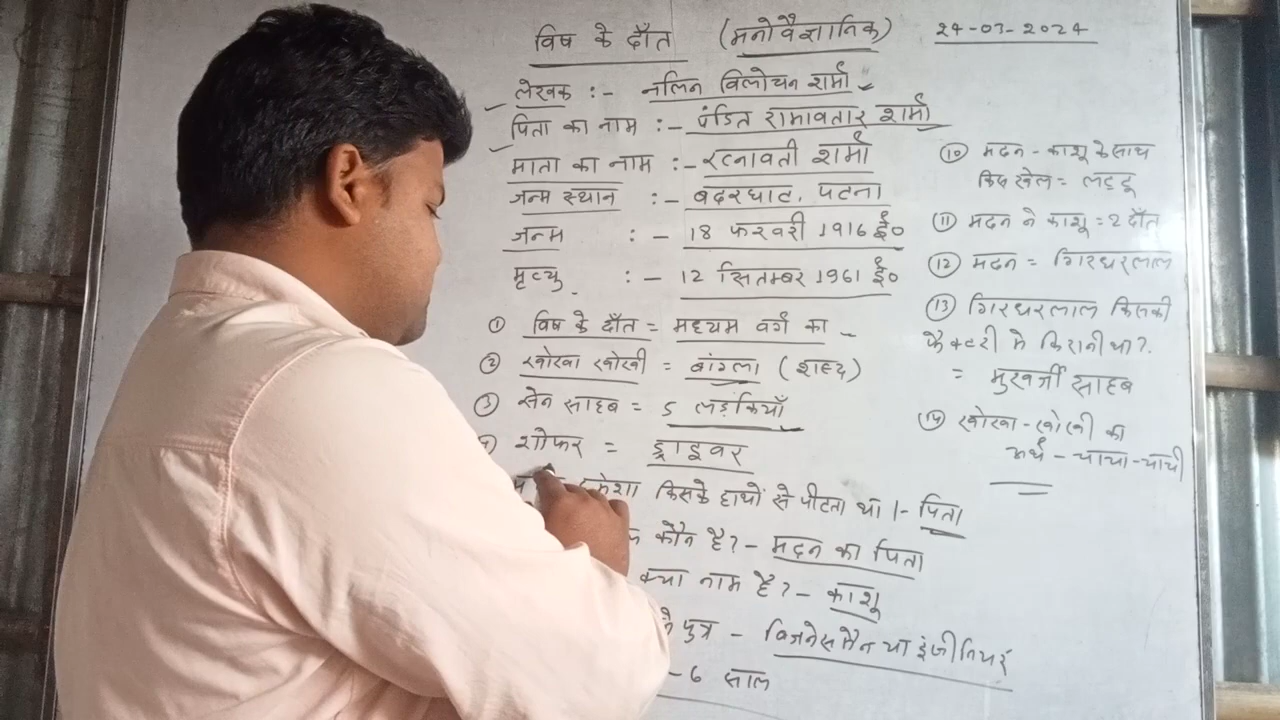 विष के दाँत (मनोवैज्ञानिक) 24-03-2024
लेखक :- नलिन विलोचन शर्मा
पिता का नाम :- पंडित रामावतार शर्मा
माता का नाम :- रत्नावती शर्मा
जन्म स्थान :- बदरघाट, पटना
जन्म :- 18 फरवरी 1916 ई०
मृत्यु :- 12 सितम्बर 1961 ई०
① विष के दाँत = मध्यम वर्ग का
② खोखा खोखी = बांग्ला (शब्द)
③ सेन साहब = 5 लड़कियाँ
शोफर = ड्राइवर
हमेशा किसके हाथों से पीटता था।- पिता
कौन है? - मदन का पिता
क्या नाम है? - काशू
पुत्र - बिजनेसमैन या इंजीनियर
- 6 साल
⑩ मदन - काशू के साथ
किस खेल = लट्टू
⑪ मदन ने काशू = 2 दाँत
⑫ मदन = गिरधरलाल
⑬ गिरधरलाल किसकी
फैक्टरी मे किरानी था?.
= मुखर्जी साहब
⑭ खोखा-खोखी का
अर्थ - चाचा-चाची